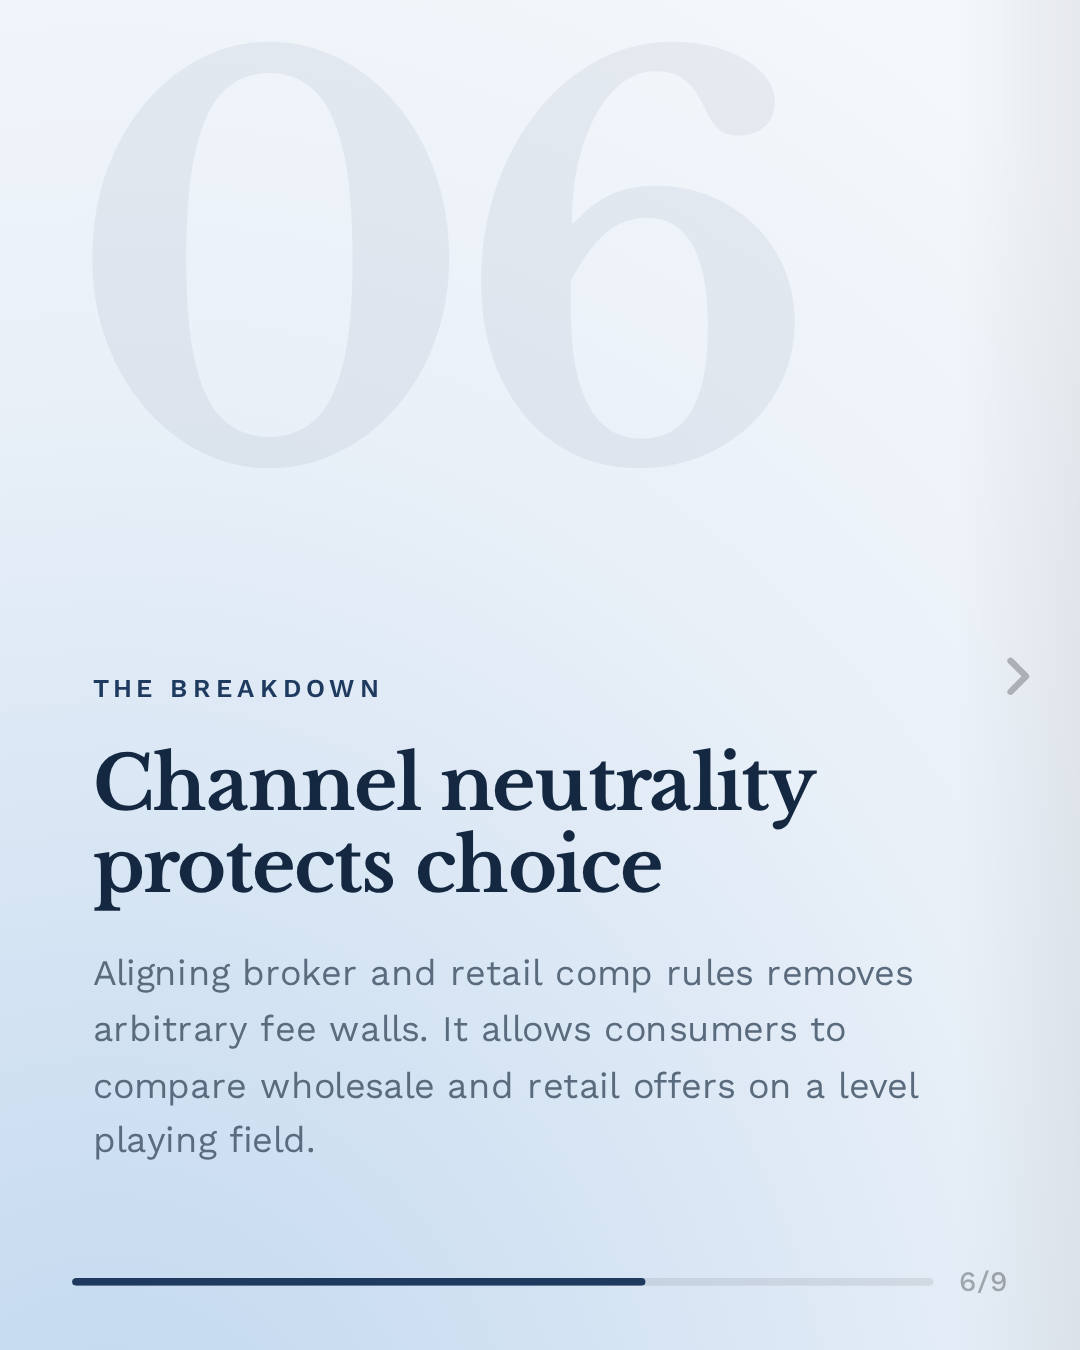 06
THE BREAKDOWN
Channel neutrality
protects choice
Aligning broker and retail comp rules removes
arbitrary fee walls. It allows consumers to
compare wholesale and retail offers on a level
playing field.
6/9